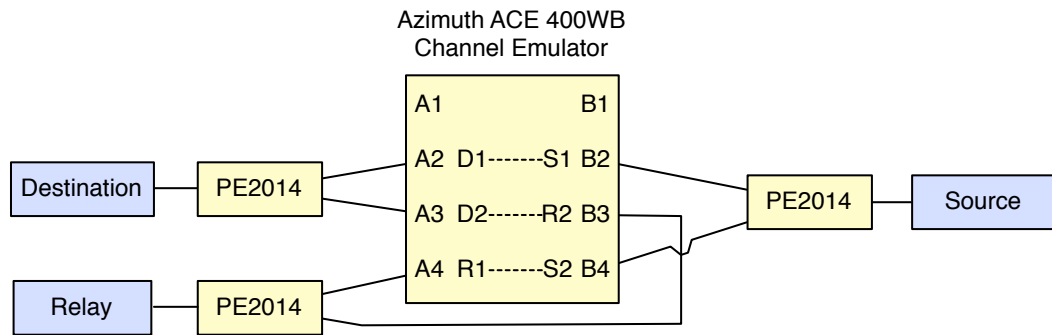 Azimuth ACE 400WB
Channel Emulator
A1 B1
A2 D1-------S1 B2
Destination PE2014
A3 D2-------R2 B3
PE2014 Source
A4 R1-------S2 B4
Relay PE2014